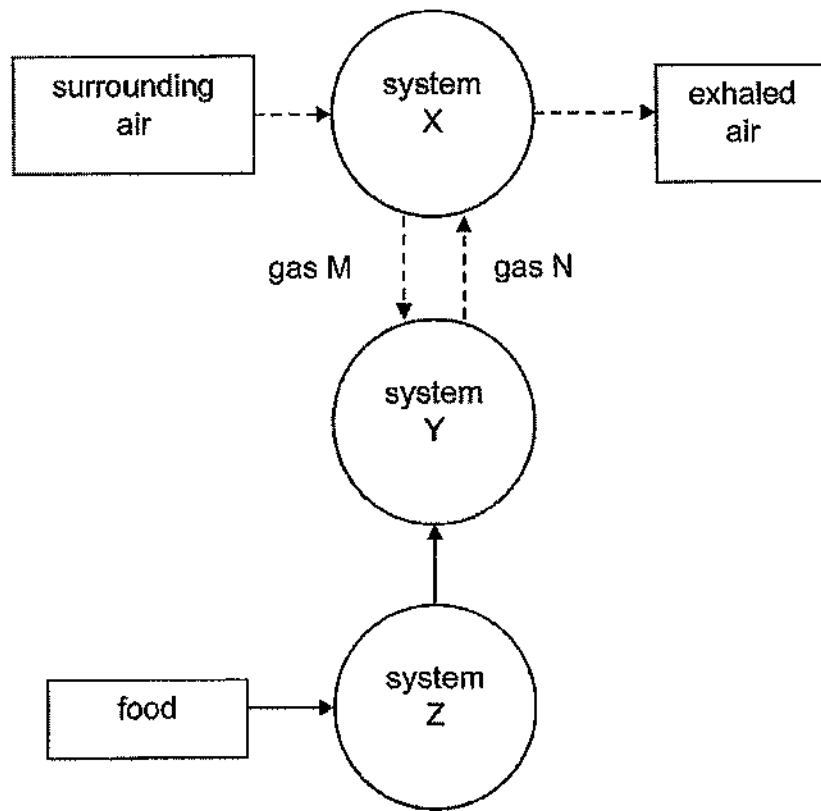 surrounding
air
system
X
exhaled
air
gas M
gas N
system
Y
system
Z
food